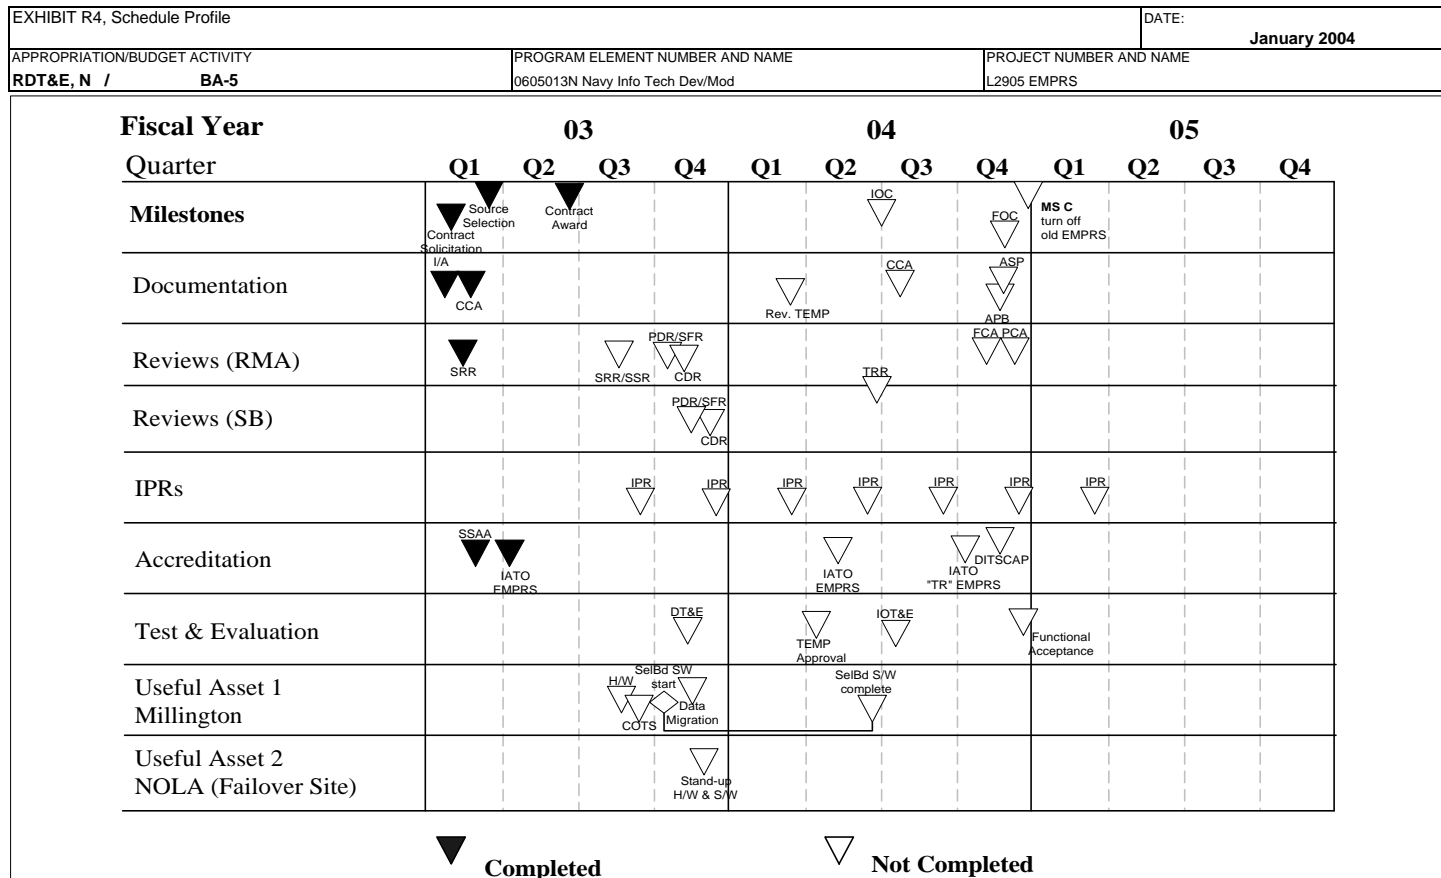 EXHIBIT R4, Schedule Profile
DATE:
January 2004
APPROPRIATION/BUDGET ACTIVITY
PROGRAM ELEMENT NUMBER AND NAME
PROJECT NUMBER AND NAME
RDT&E, N / BA-5
0605013N Navy Info Tech Dev/Mod
L2905 EMPRS
Fiscal Year 03 04 05
Quarter Q1 Q2 Q3 Q4 Q1 Q2 Q3 Q4 Q1 Q2 Q3 Q4
Milestones
Contract
Solicitation
Source
Selection
Contract
Award
IOC
FOC
MS C
turn off
old EMPRS
Documentation
I/A
CCA
Rev. TEMP
CCA
ASP
APB
Reviews (RMA)
SRR
SRR/SSR
PDR/SFR
CDR
TRR
FCA PCA
Reviews (SB)
PDR/SFR
CDR
IPRs
IPR
IPR
IPR
IPR
IPR
IPR
IPR
Accreditation
SSAA
IATO
EMPRS
IATO
EMPRS
IATO
"TR" EMPRS
DITSCAP
Test & Evaluation
DT&E
TEMP
Approval
IOT&E
Functional
Acceptance
Useful Asset 1
Millington
H/W
COTS
SelBd SW
start
Data
Migration
SelBd S/W
complete
Useful Asset 2
NOLA (Failover Site)
Stand-up
H/W & S/W
Completed
Not Completed